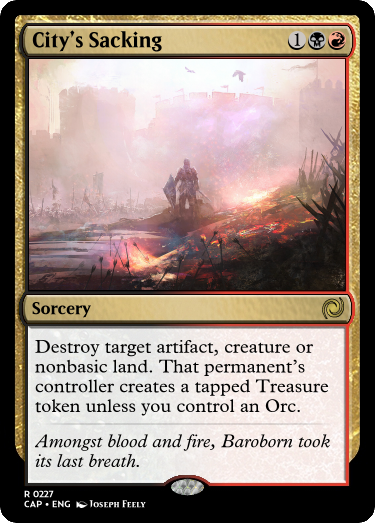 City's Sacking 1
Sorcery
Destroy target artifact, creature or
nonbasic land. That permanent's
controller creates a tapped Treasure
token unless you control an Orc.
Amongst blood and fire, Baroborn took
its last breath.
R 0227
CAP • ENG Joseph Feely